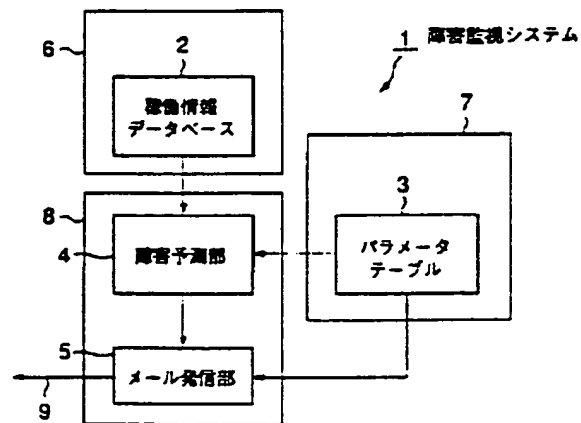 1 障害監視システム
6
2
稼働情報
データベース
7
8
3
4
障害予測部
パラメータ
テーブル
5
メール発信部
9